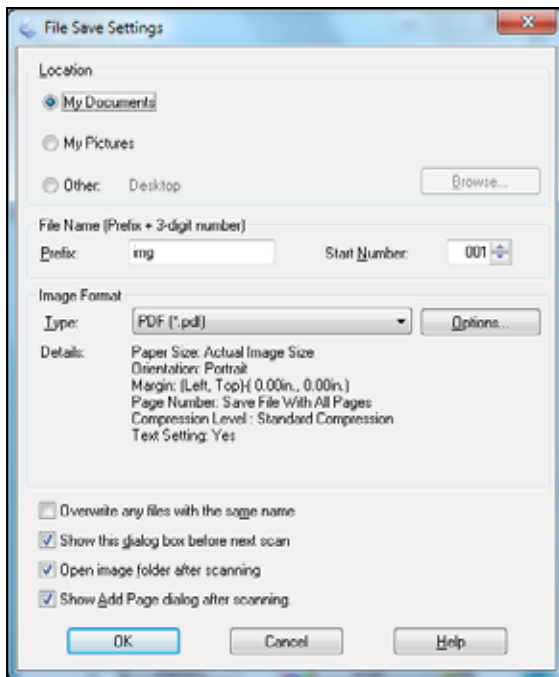 File Save Settings
Location
My Documents
My Pictures
Other: Desktop Browse...
File Name (Prefix + 3-digit number)
Prefix: img Start Number: 001
Image Format
Type: PDF (*.pdf) Options...
Details: Paper Size: Actual Image Size
Orientation: Portrait
Margin: (Left, Top)( 0.00in., 0.00in.)
Page Number: Save File With All Pages
Compression Level : Standard Compression
Text Setting: Yes
Overwrite any files with the same name
Show this dialog box before next scan
Open image folder after scanning
Show Add Page dialog after scanning.
OK Cancel Help